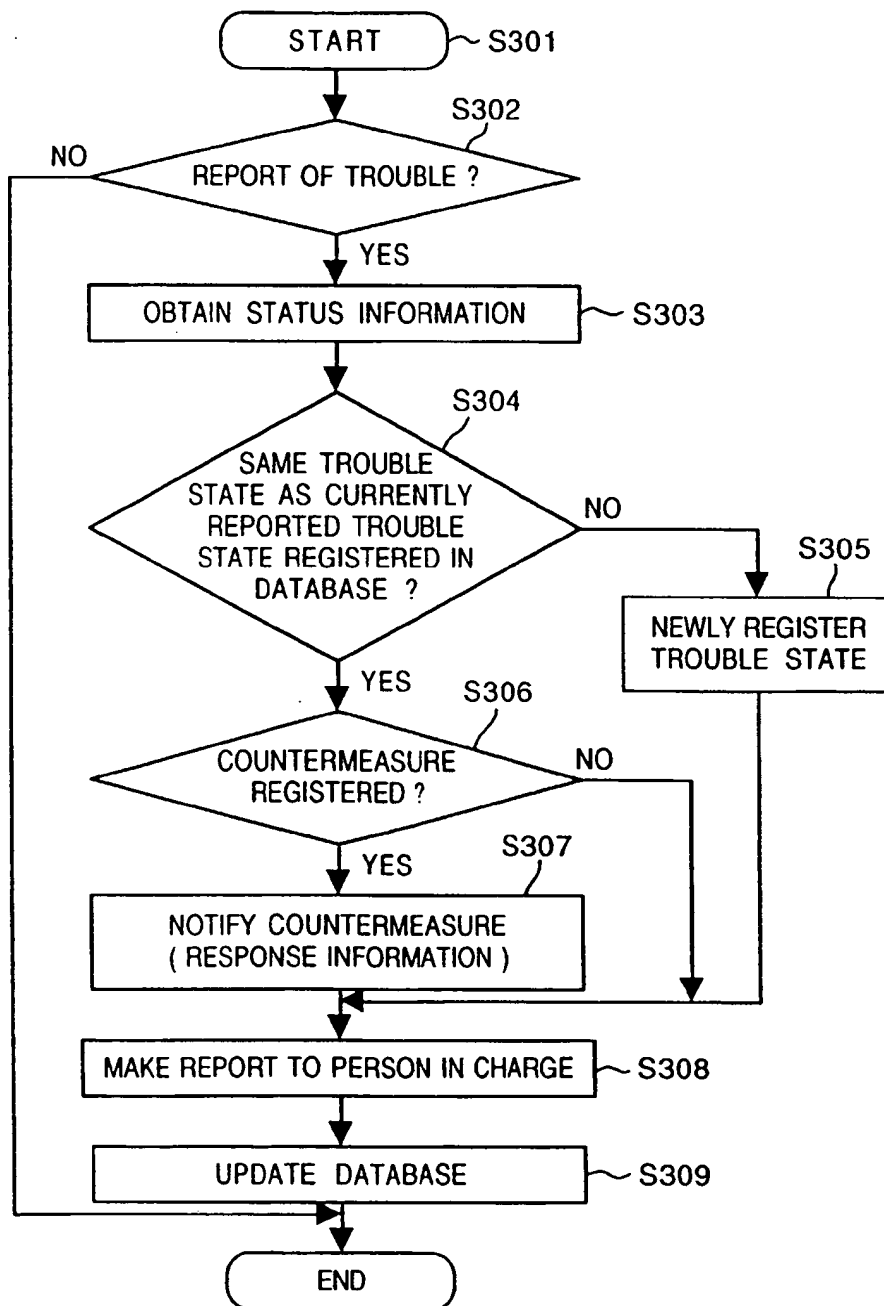 START
S301
S302
NO
REPORT OF TROUBLE ?
YES
OBTAIN STATUS INFORMATION
S303
S304
SAME TROUBLE
STATE AS CURRENTLY
REPORTED TROUBLE
STATE REGISTERED IN
DATABASE ?
NO
S305
NEWLY REGISTER
TROUBLE STATE
YES
S306
COUNTERMEASURE
REGISTERED ?
NO
YES
S307
NOTIFY COUNTERMEASURE
( RESPONSE INFORMATION )
MAKE REPORT TO PERSON IN CHARGE
S308
UPDATE DATABASE
S309
END